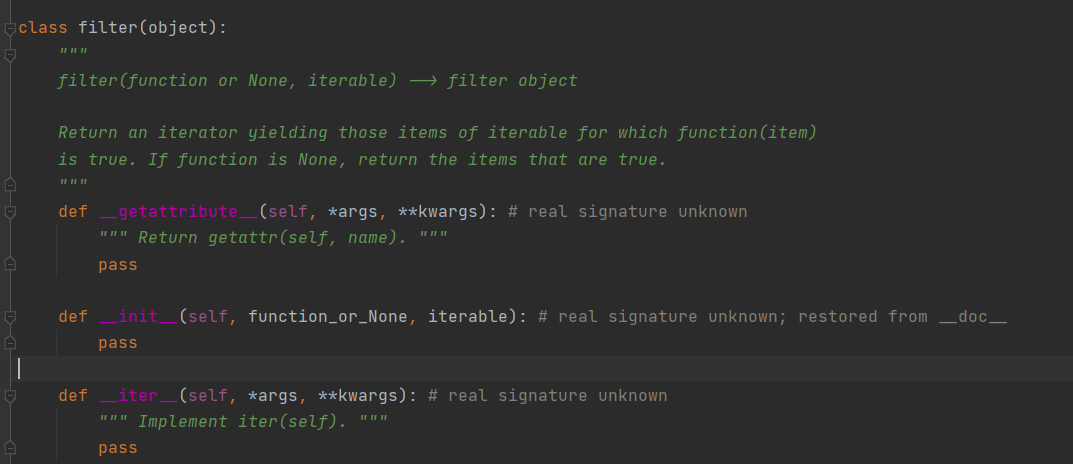 class filter(object):
    """
    filter(function or None, iterable) --> filter object

    Return an iterator yielding those items of iterable for which function(item)
    is true. If function is None, return the items that are true.
    """
    def __getattribute__(self, *args, **kwargs): # real signature unknown
        """ Return getattr(self, name). """
        pass

    def __init__(self, function_or_None, iterable): # real signature unknown; restored from __doc__
        pass

    def __iter__(self, *args, **kwargs): # real signature unknown
        """ Implement iter(self). """
        pass